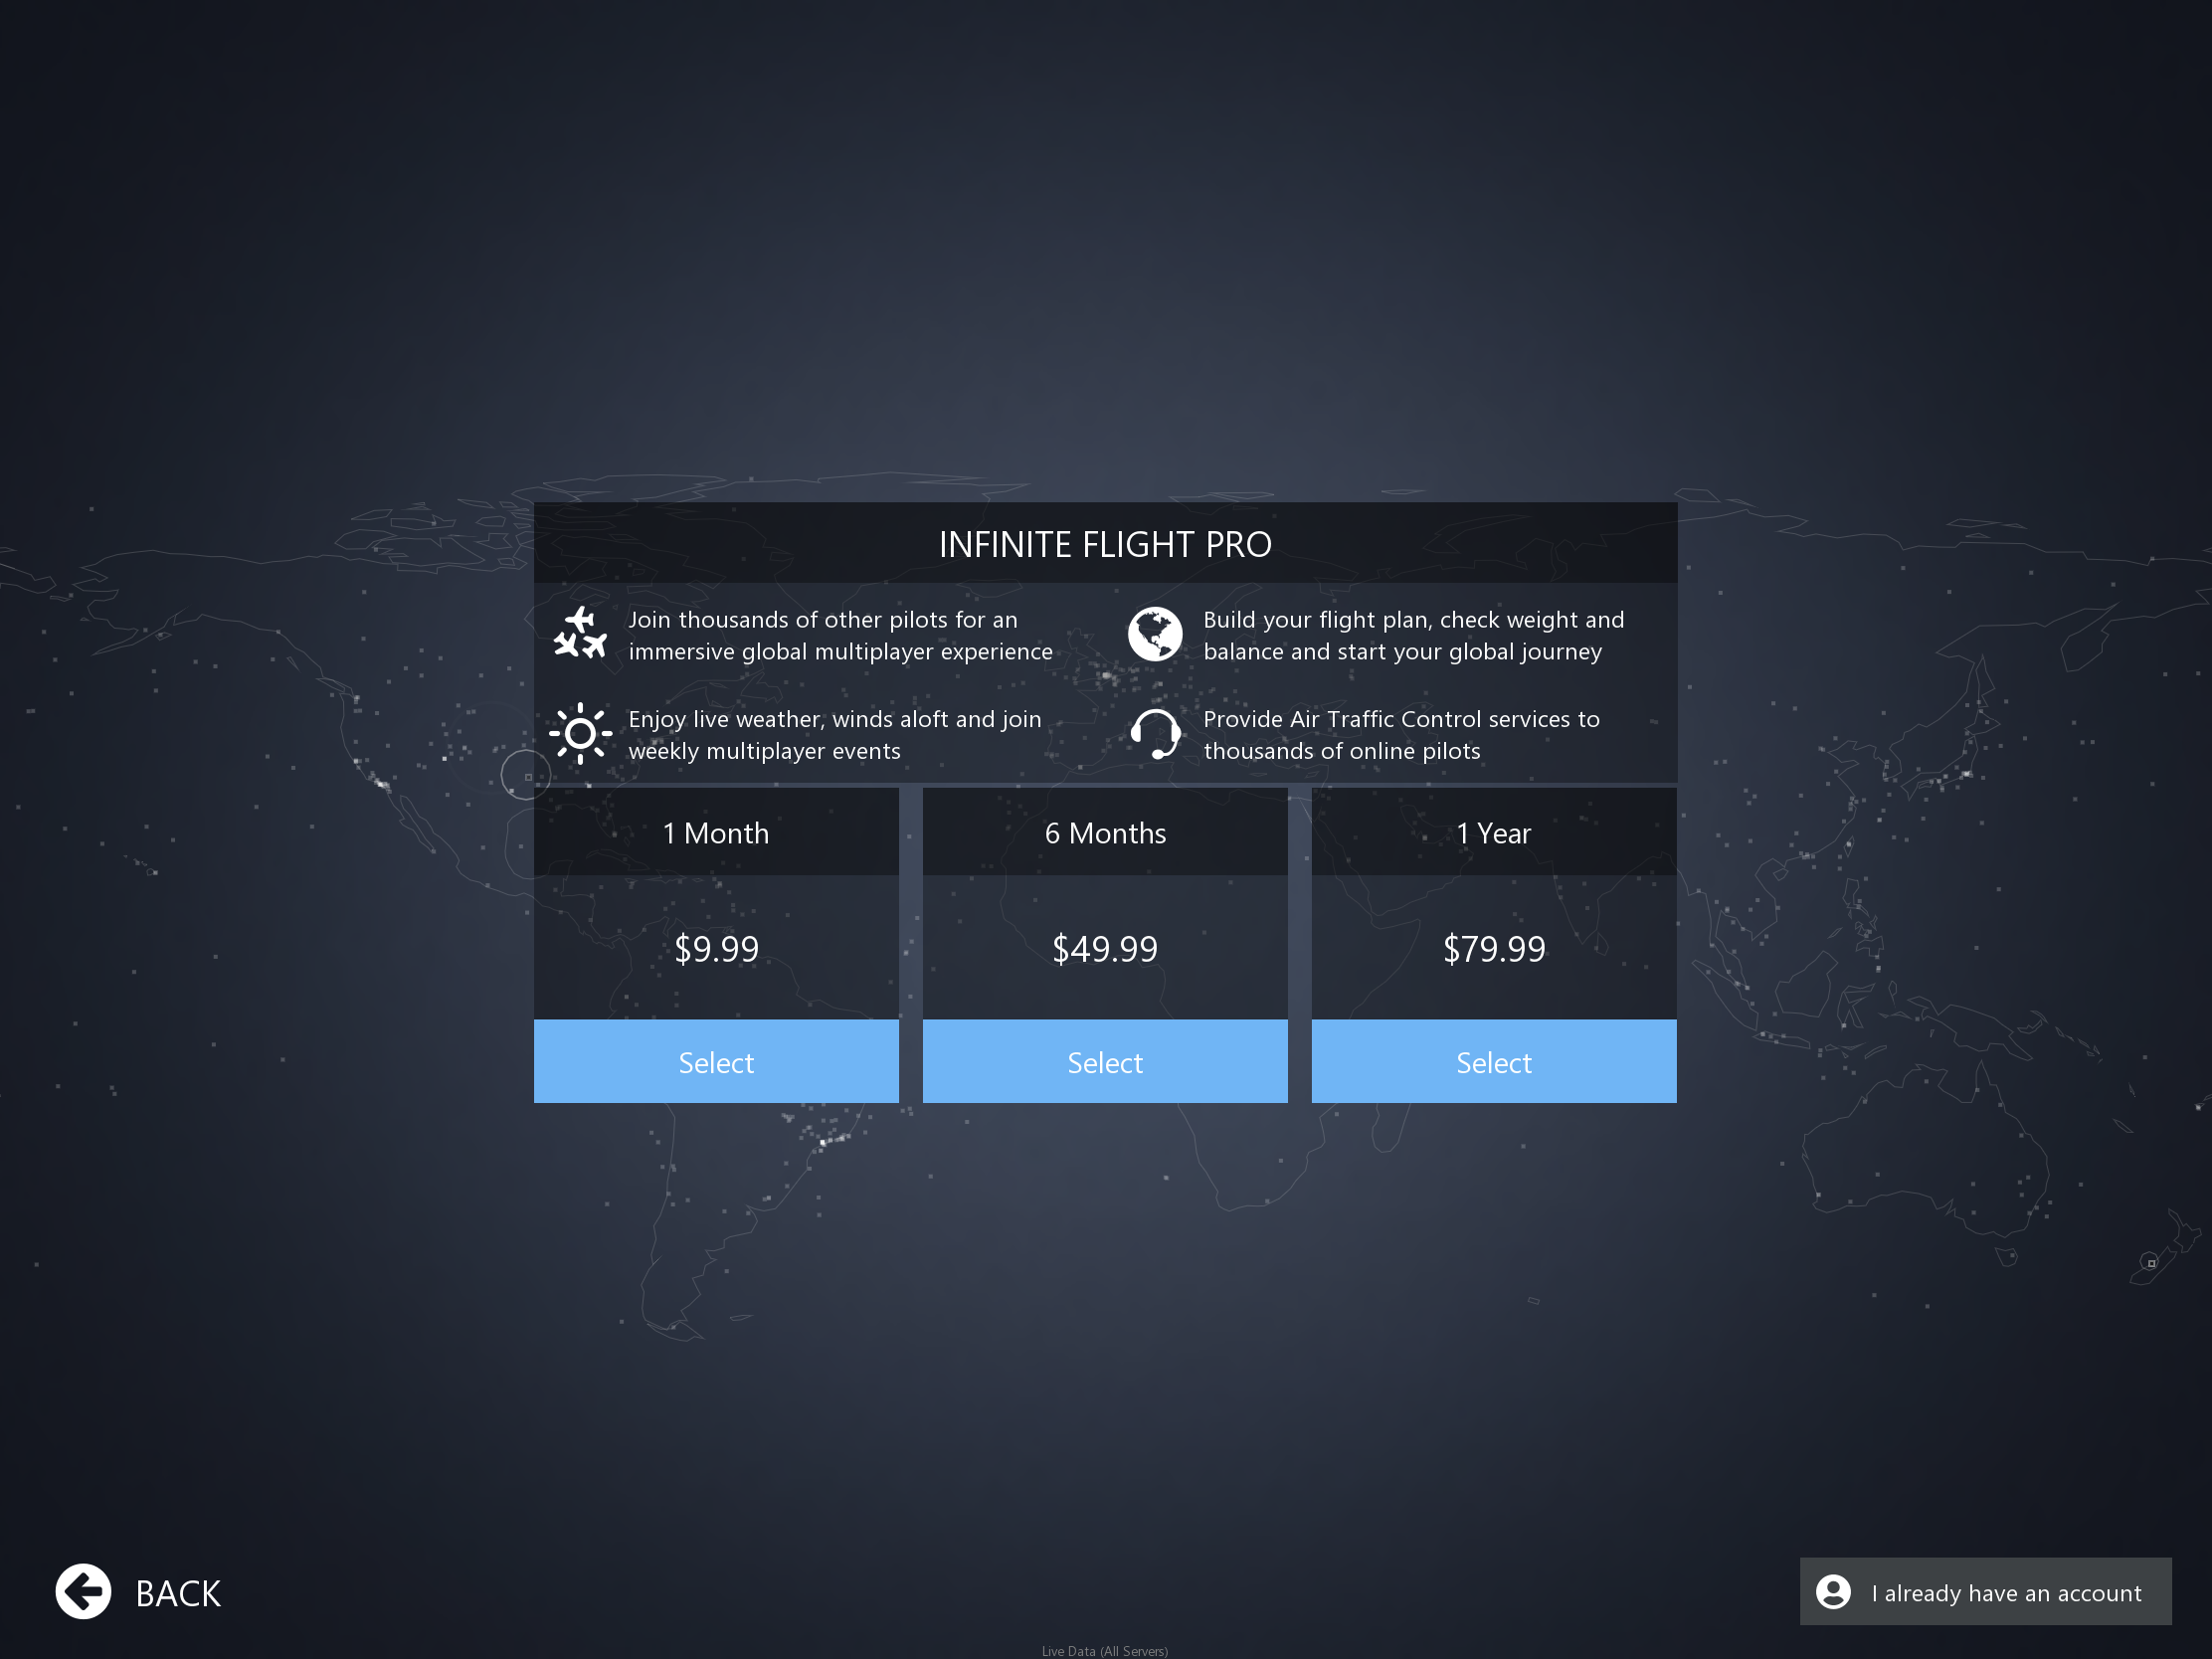 INFINITE FLIGHT PRO
Join thousands of other pilots for an
immersive global multiplayer experience
Build your flight plan, check weight and
balance and start your global journey
Enjoy live weather, winds aloft and join
weekly multiplayer events
Provide Air Traffic Control services to
thousands of online pilots
1 Month
$9.99
Select
6 Months
$49.99
Select
1 Year
$79.99
Select
BACK
I already have an account
Live Data (All Servers)